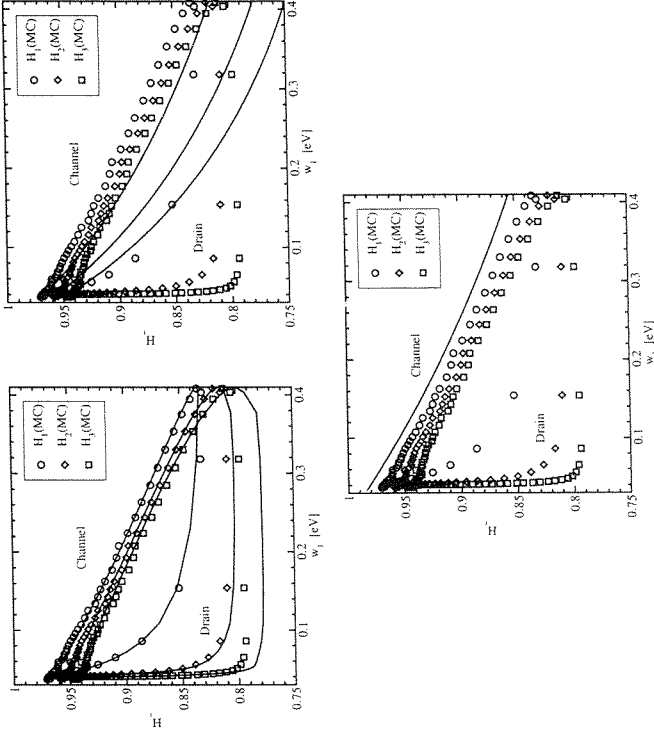 1
0.95
0.9
0.85
0.8
0.75
H
Channel
Drain
H₁(MC)
H₂(MC)
H₃(MC)
0.1
0.2
0.3
0.4
w₁ [eV]
1
0.95
0.9
0.85
0.8
0.75
H
Channel
Drain
H₁(MC)
H₂(MC)
H₃(MC)
0.1
0.2
0.3
0.4
w₁ [eV]
0.95
0.9
0.85
0.8
0.75
H
Channel
Drain
H₁(MC)
H₂(MC)
H₃(MC)
0.1
0.2
0.3
0.4
w [eV]